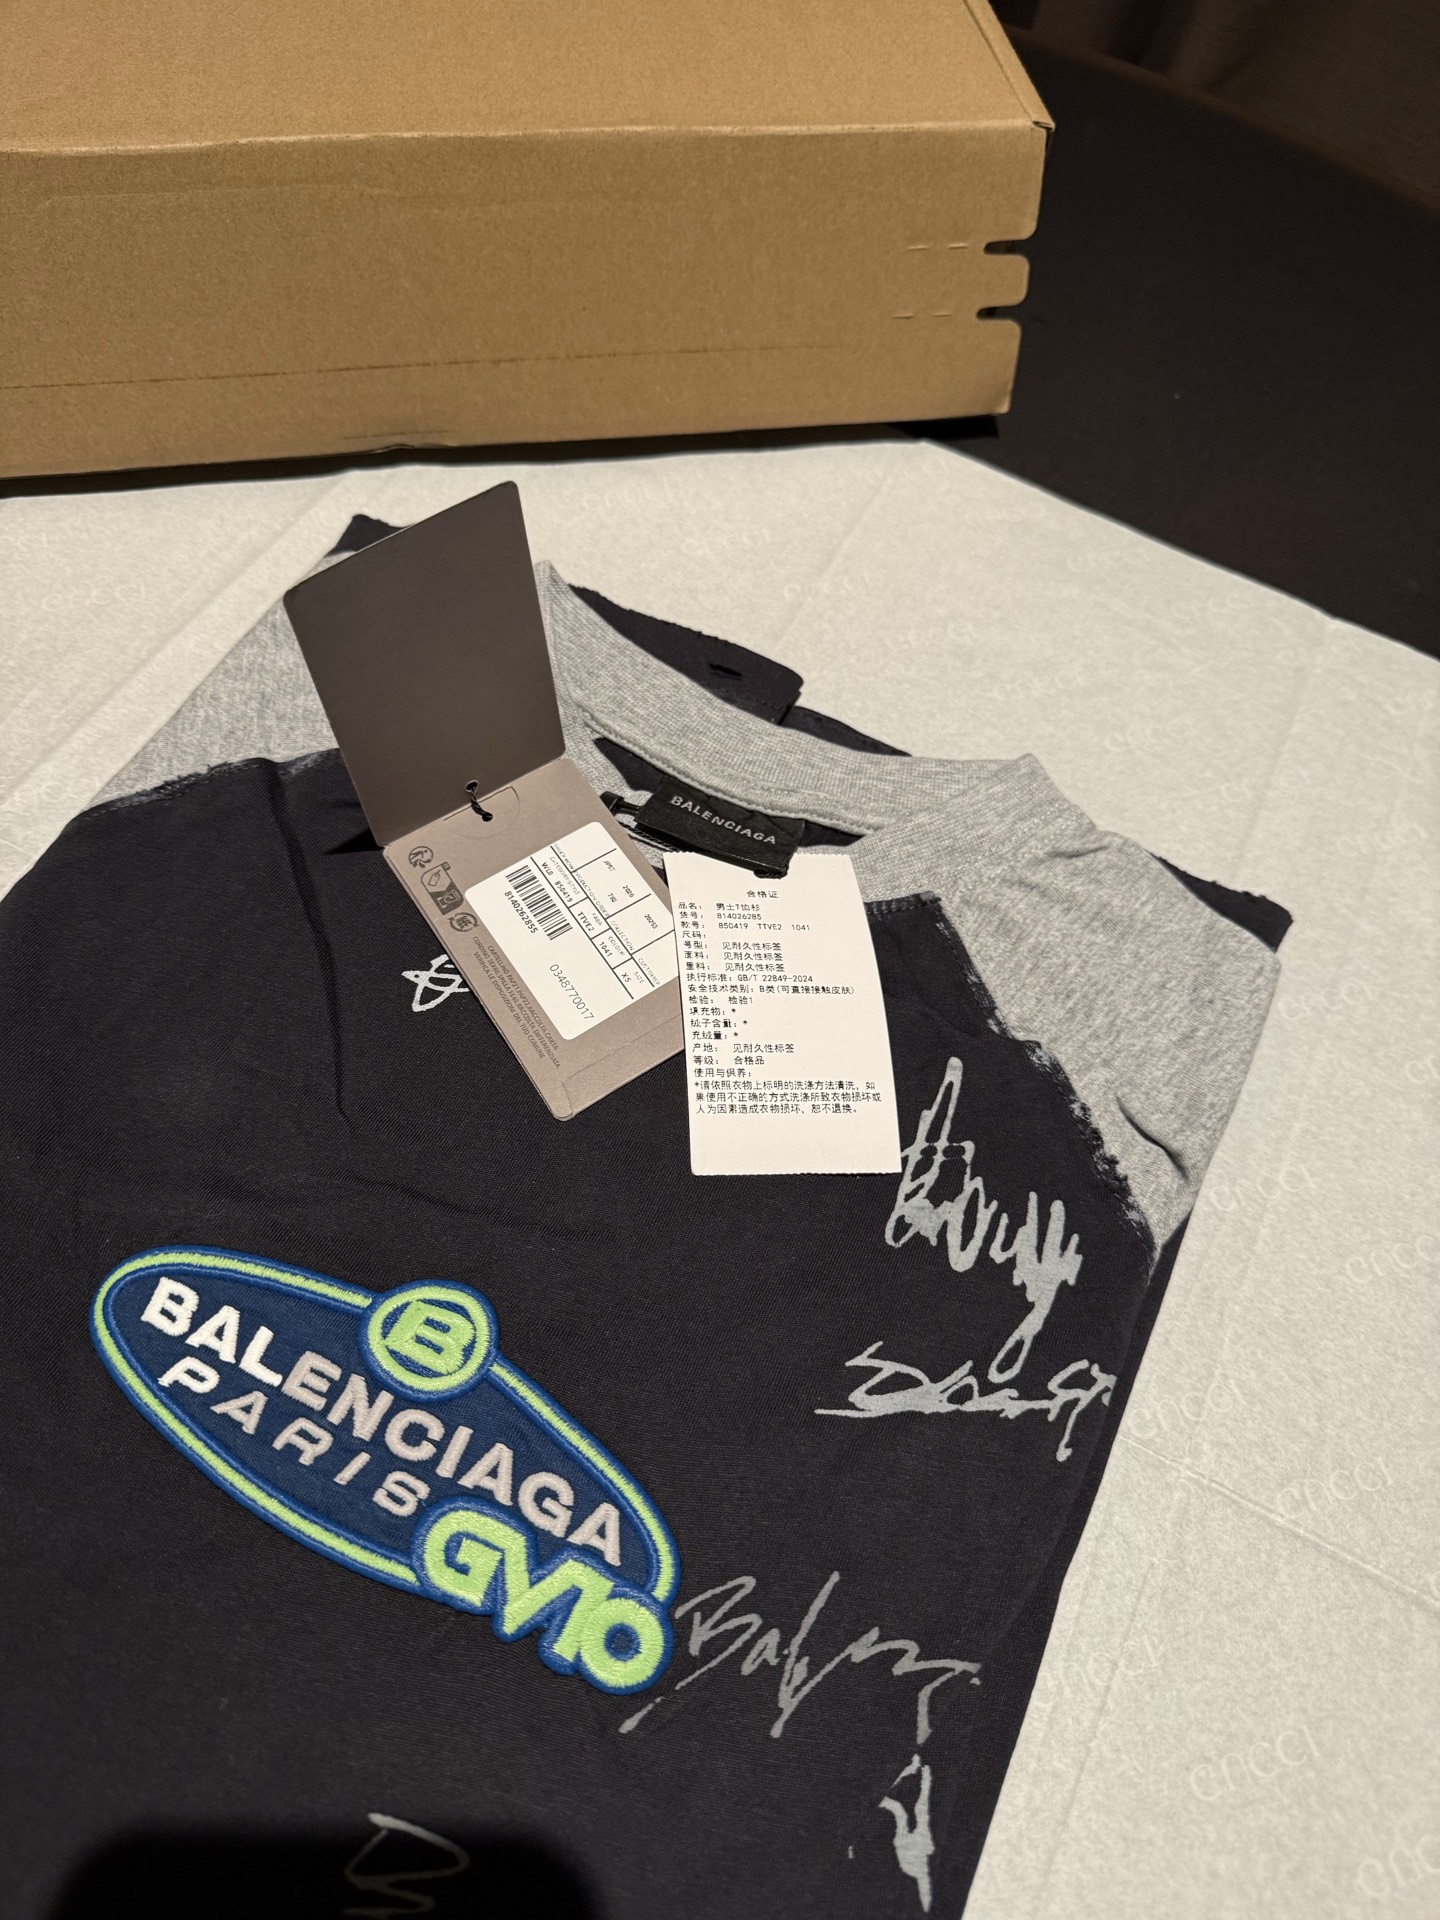 BALENCIAGA
WLD 850419 TTVE2 1041 XS
8140262855
0348770017
合格证
品名: 男士T恤衫
货号: 814026285
款号: 850419 TTVE2 1041
尺码:
号型: 见耐久性标签
面料: 见耐久性标签
里料: 见耐久性标签
执行标准: GB/T 22849-2024
安全技术类别: B类(可直接接触皮肤)
检验: 检验1
填充物: *
绒子含量: *
充绒量: *
产地: 见耐久性标签
等级: 合格品
使用与保养:
*请依照衣物上标明的洗涤方法清洗, 如
果使用不正确的方式洗涤所致衣物损坏或
人为因素造成衣物损坏, 恕不退换。
B
BALENCIAGA
PARIS
GV10